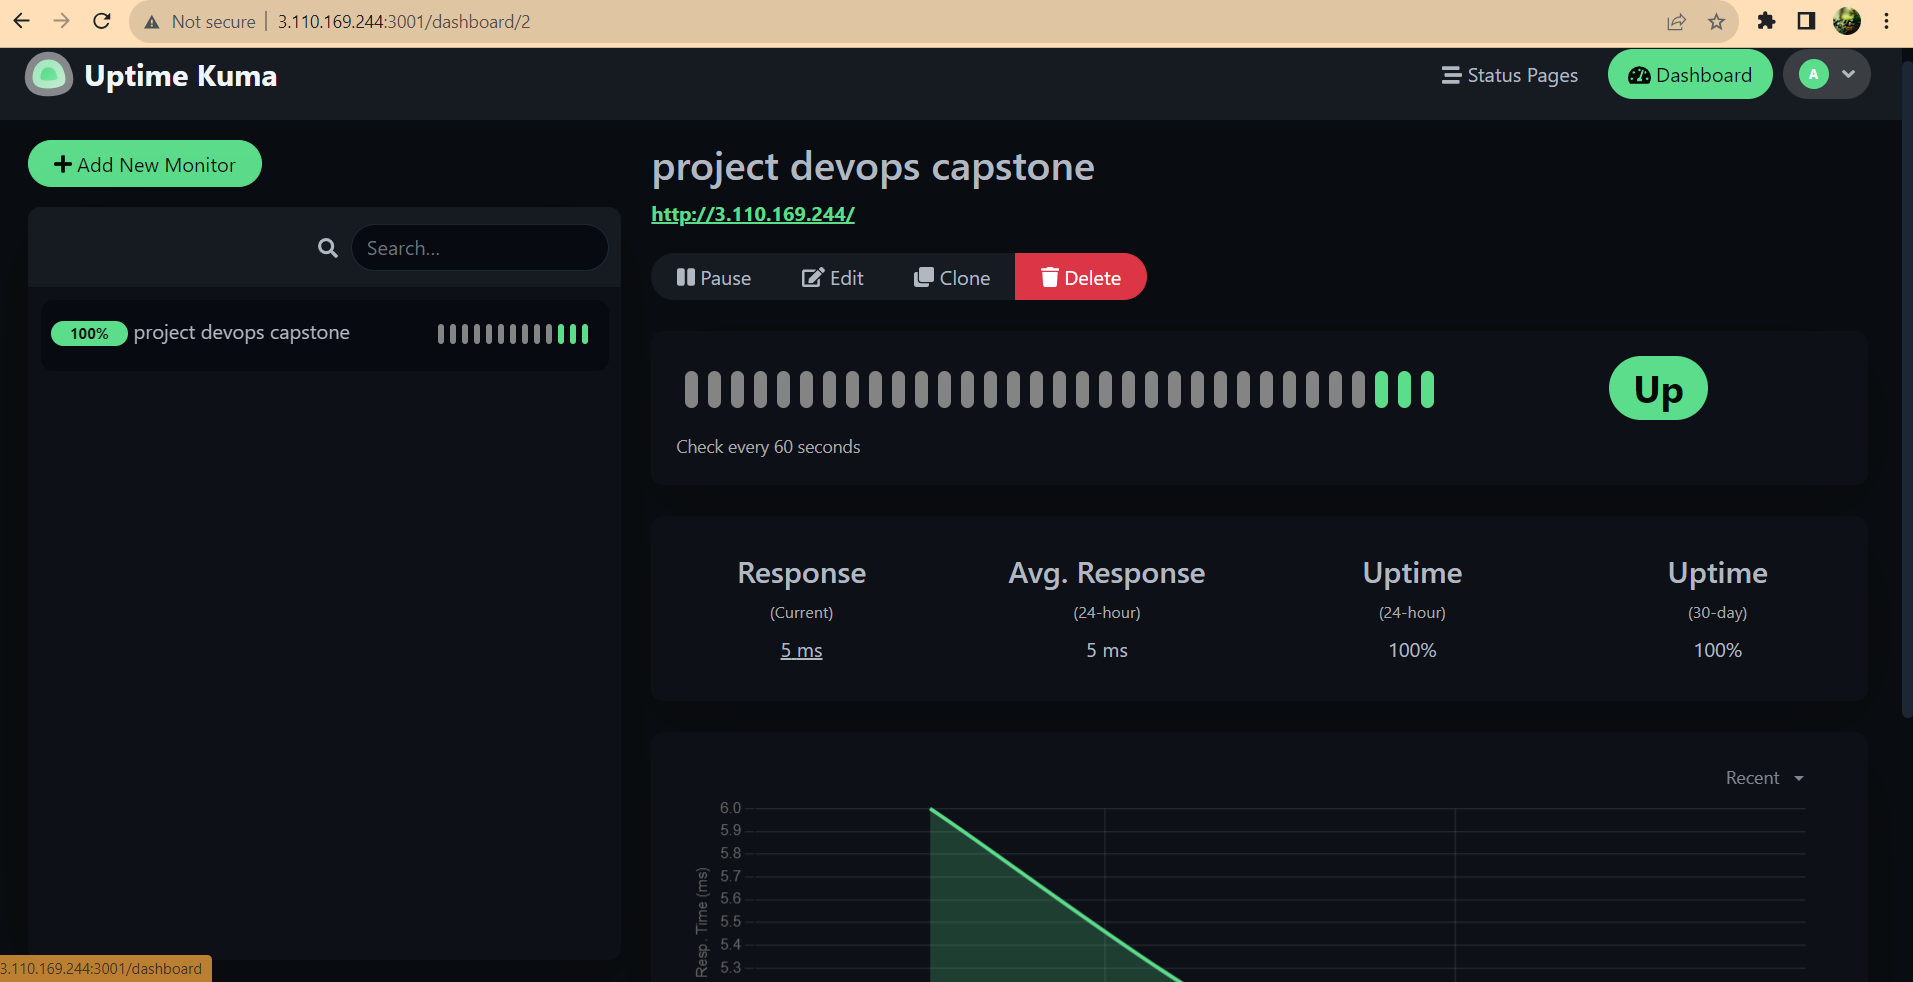 Not secure | 3.110.169.244:3001/dashboard/2
Uptime Kuma
Status Pages
Dashboard
A
Add New Monitor
Search...
100% project devops capstone
project devops capstone
http://3.110.169.244/
Pause
Edit
Clone
Delete
Up
Check every 60 seconds
Response
(Current)
5 ms
Avg. Response
(24-hour)
5 ms
Uptime
(24-hour)
100%
Uptime
(30-day)
100%
Recent
Resp. Time (ms)
6.0
5.9
5.8
5.7
5.6
5.5
5.4
5.3
3.110.169.244:3001/dashboard